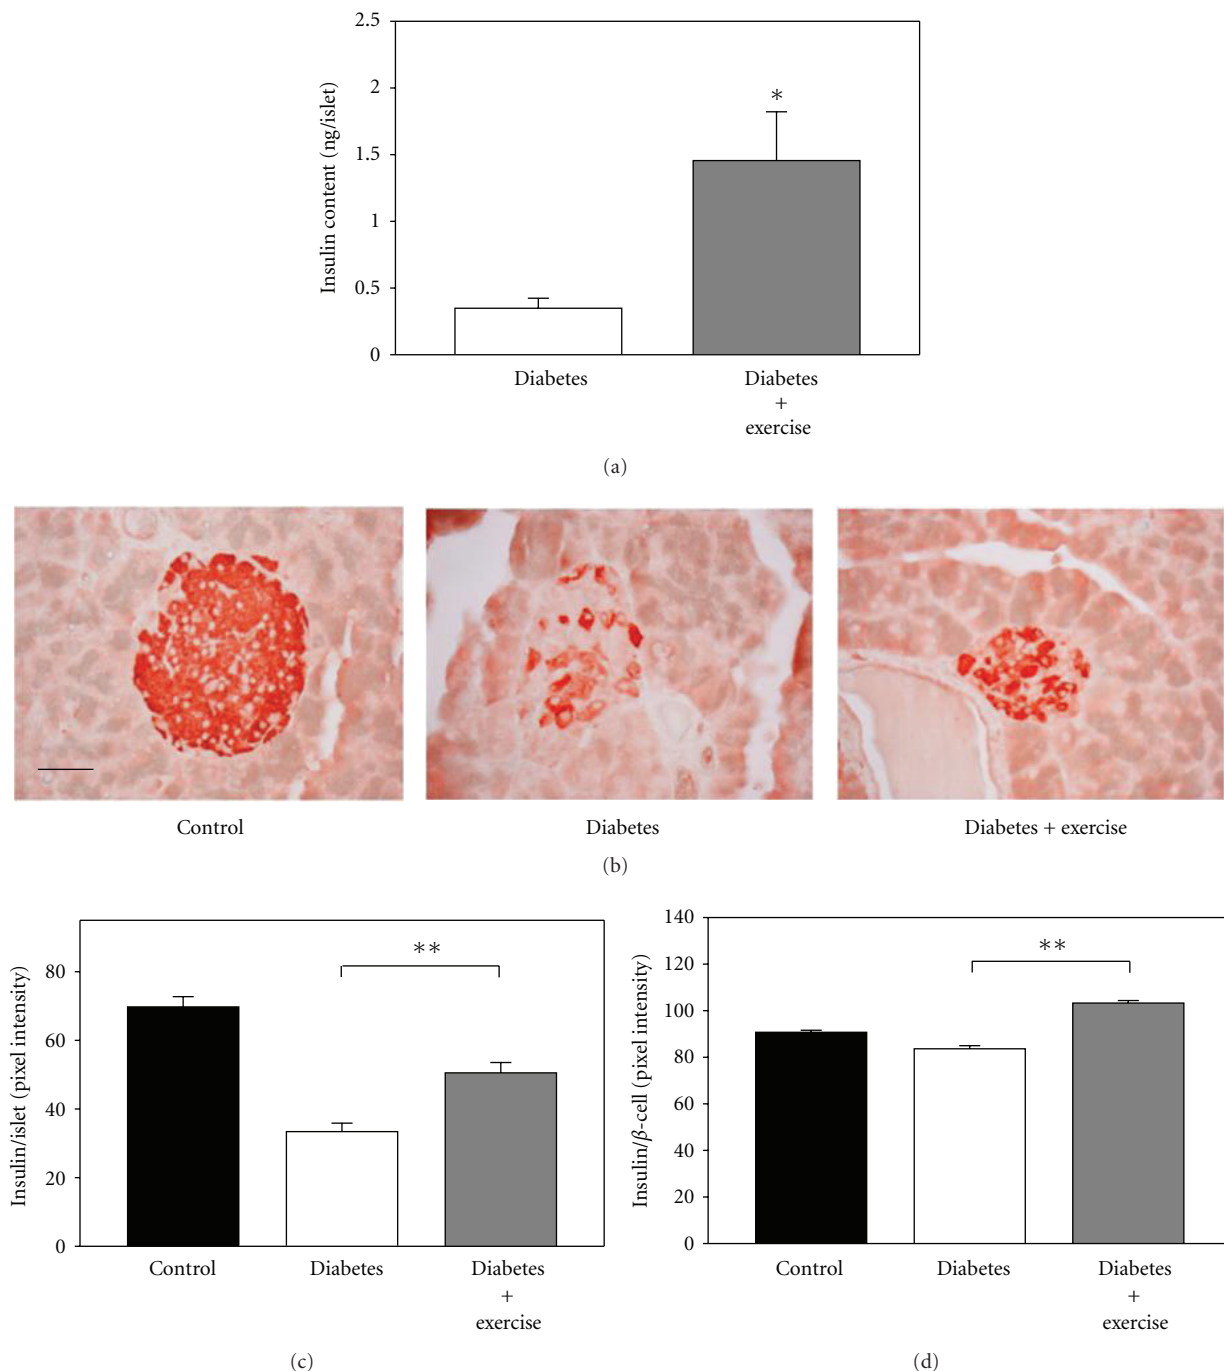 2.5
2
1.5
1
0.5
0
Insulin content (ng/islet)
*
Diabetes
Diabetes
+
exercise
(a)
Control
Diabetes
Diabetes + exercise
(b)
80
60
40
20
0
Insulin/islet (pixel intensity)
**
Control
Diabetes
Diabetes
+
exercise
(c)
140
120
100
80
60
40
20
0
Insulin/β-cell (pixel intensity)
**
Control
Diabetes
Diabetes
+
exercise
(d)